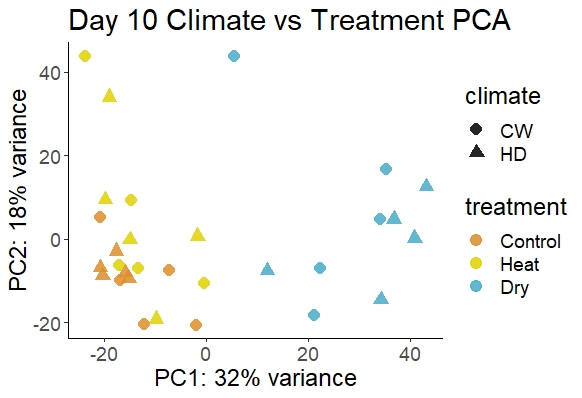 Day 10 Climate vs Treatment PCA
PC2: 18% variance
40
20
0
-20
-20
0
20
40
PC1: 32% variance
climate
CW
HD
treatment
Control
Heat
Dry